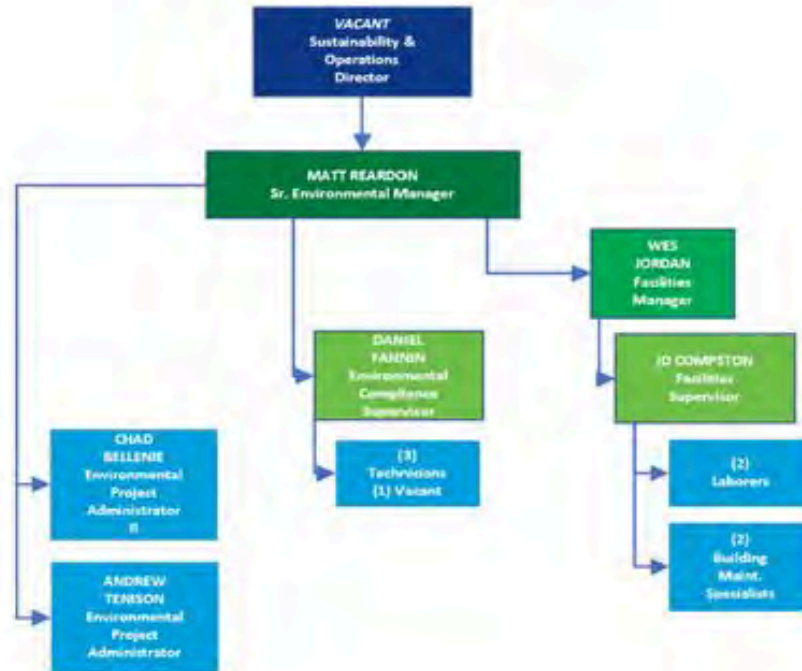 VACANT
Sustainability &
Operations
Director
MATT REARDON
Sr. Environmental Manager
WES
JORDAN
Facilities
Manager
DANIEL
FANNIN
Environmental
Compliance
Supervisor
JD COMPSTON
Facilities
Supervisor
CHAD
BELLENIE
Environmental
Project
Administrator
II
(3)
Technicians
(1) Vacant
(2)
Laborers
(2)
Building
Maint.
Specialists
ANDREW
TENISON
Environmental
Project
Administrator